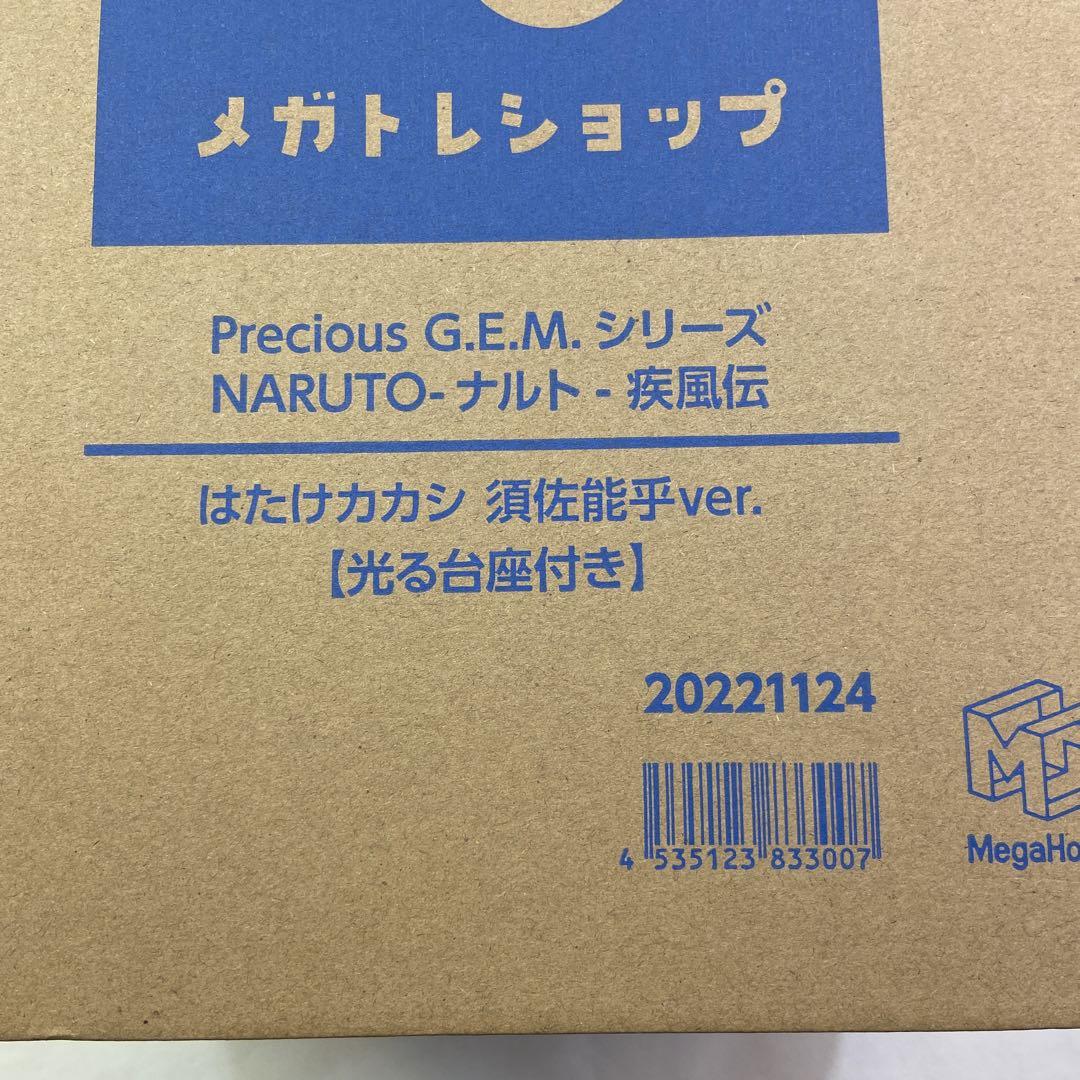 メガトレショップ
Precious G.E.M. シリーズ
NARUTO-ナルト- 疾風伝
はたけカカシ 須佐能乎ver.
【光る台座付き】
20221124
4 535123 833007
MegaHo